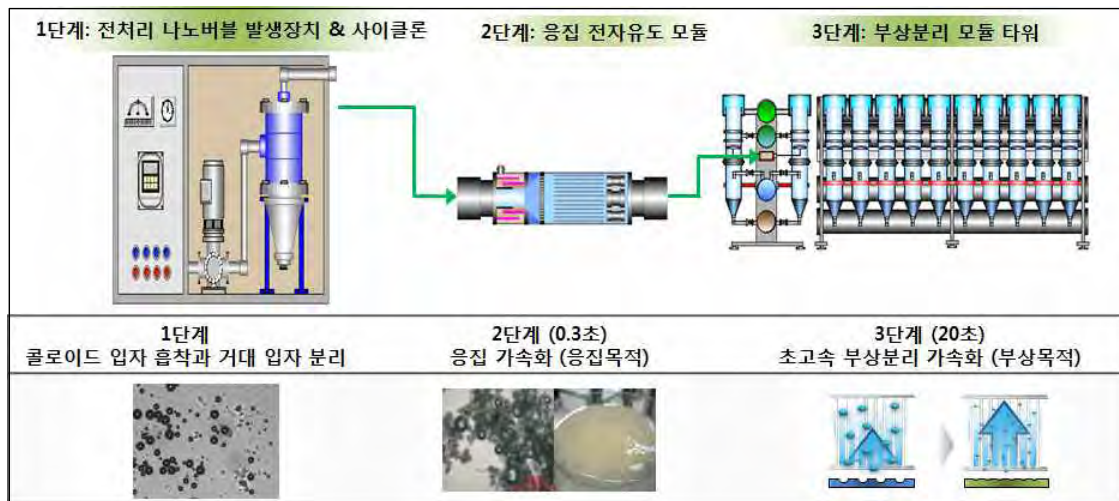 1단계: 전처리 나노버블 발생장치 & 사이클론
2단계: 응집 전자유도 모듈
3단계: 부상분리 모듈 타워
1단계
콜로이드 입자 흡착과 거대 입자 분리
2단계 (0.3초)
응집 가속화 (응집목적)
3단계 (20초)
초고속 부상분리 가속화 (부상목적)